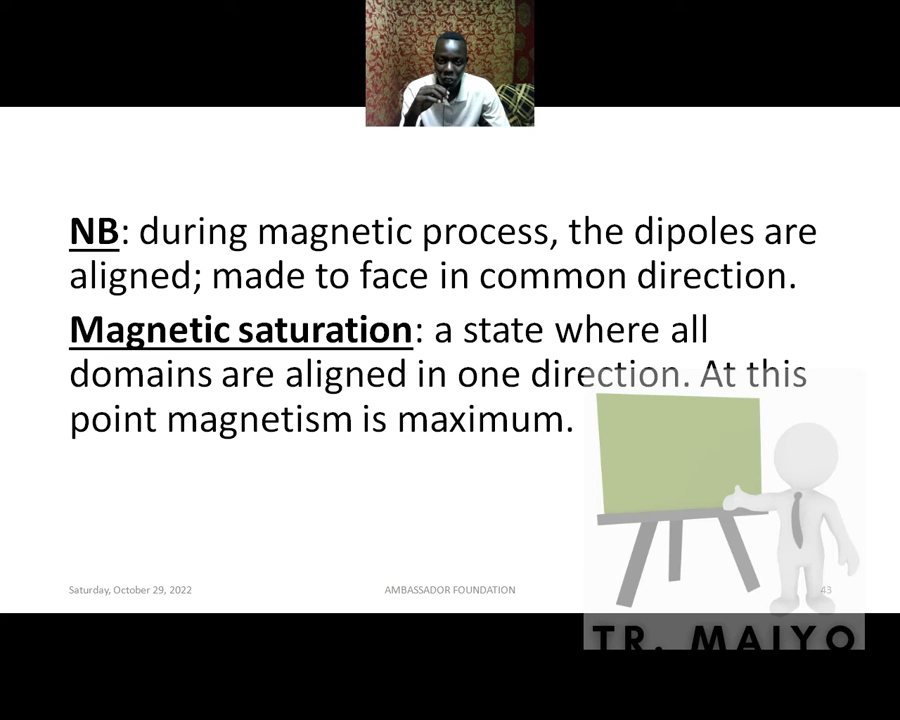 NB: during magnetic process, the dipoles are
aligned; made to face in common direction.
Magnetic saturation: a state where all
domains are aligned in one direction. At this
point magnetism is maximum.
Saturday, October 29, 2022
AMBASSADOR FOUNDATION
43
TR. MAIYO